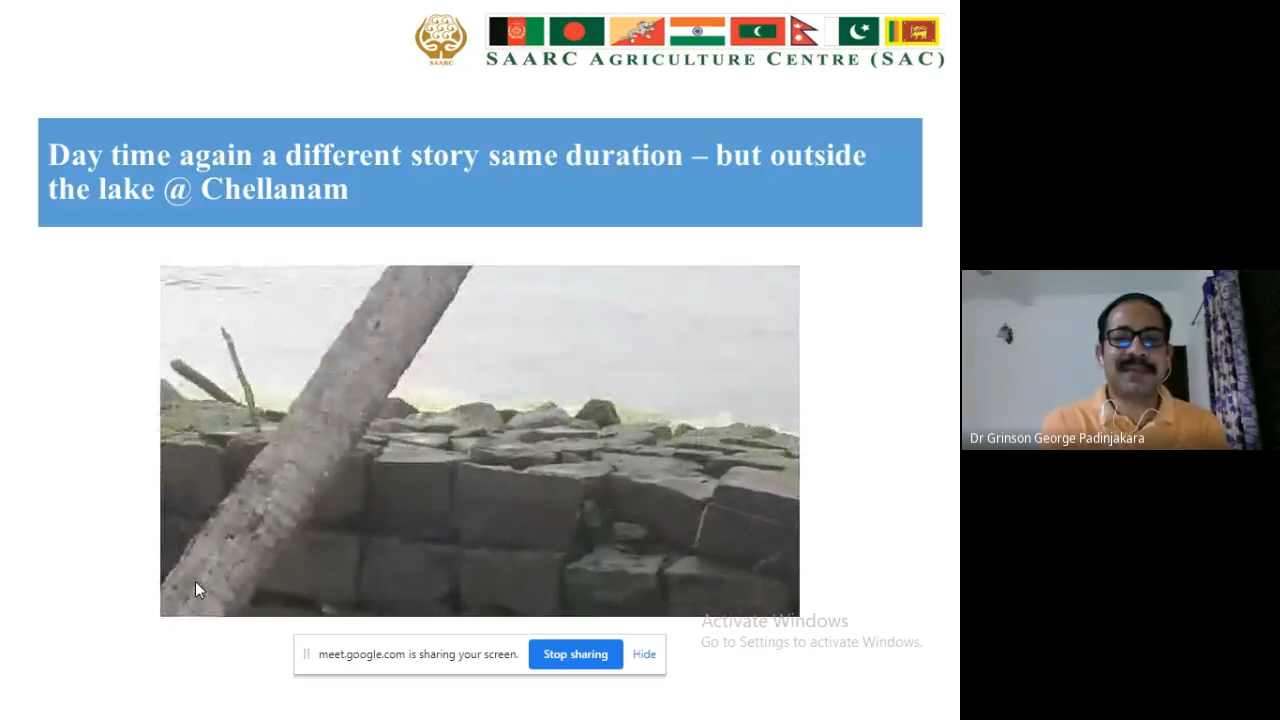 SAARC
SAARC AGRICULTURE CENTRE (SAC)
Day time again a different story same duration – but outside
the lake @ Chellanam
Dr Grinson George Padinjakara
Activate Windows
Go to Settings to activate Windows.
meet.google.com is sharing your screen.
Stop sharing
Hide